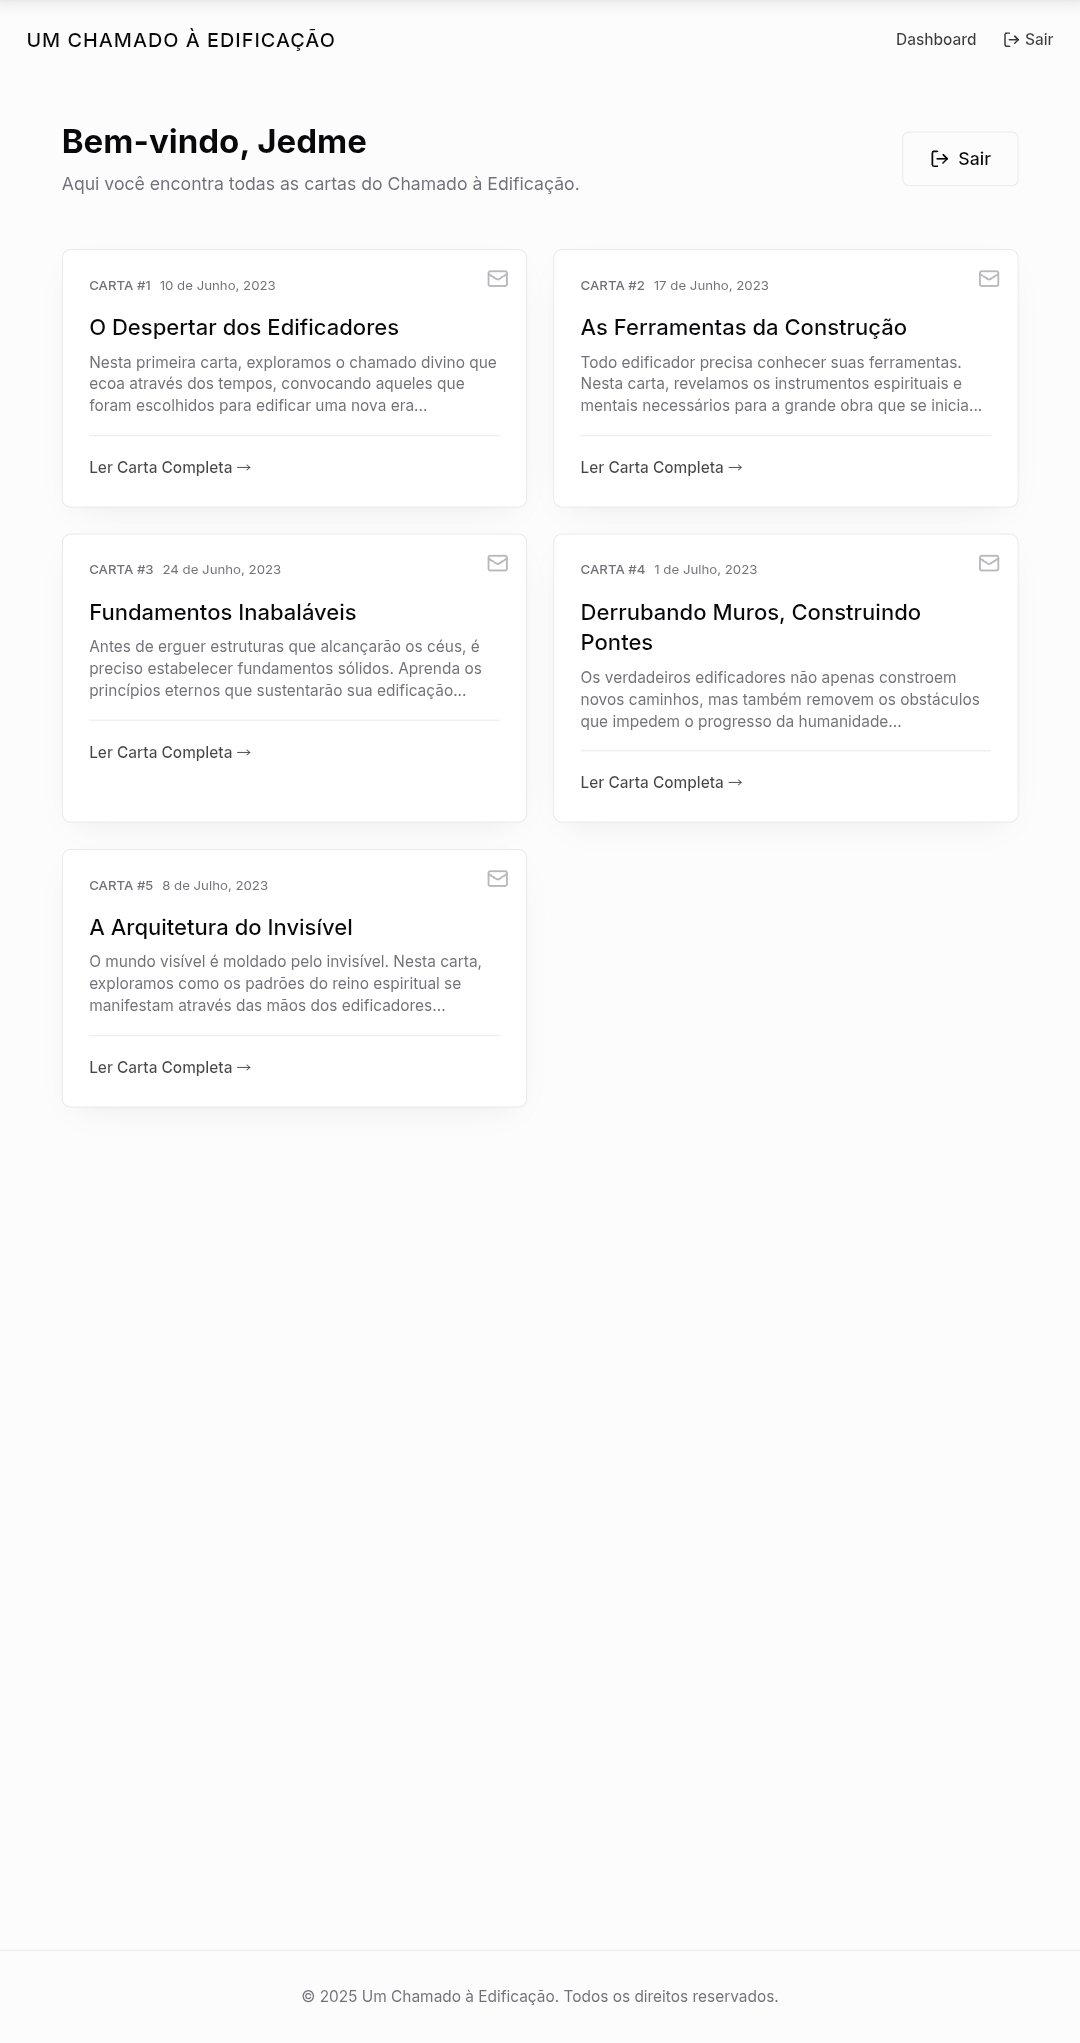 UM CHAMADO À EDIFICAÇÃO
Dashboard
Sair
Bem-vindo, Jedme
Aqui você encontra todas as cartas do Chamado à Edificação.
Sair
CARTA #1 10 de Junho, 2023
O Despertar dos Edificadores
Nesta primeira carta, exploramos o chamado divino que
ecoa através dos tempos, convocando aqueles que
foram escolhidos para edificar uma nova era...
Ler Carta Completa →
CARTA #2 17 de Junho, 2023
As Ferramentas da Construção
Todo edificador precisa conhecer suas ferramentas.
Nesta carta, revelamos os instrumentos espirituais e
mentais necessários para a grande obra que se inicia...
Ler Carta Completa →
CARTA #3 24 de Junho, 2023
Fundamentos Inabaláveis
Antes de erguer estruturas que alcançarão os céus, é
preciso estabelecer fundamentos sólidos. Aprenda os
princípios eternos que sustentarão sua edificação...
Ler Carta Completa →
CARTA #4 1 de Julho, 2023
Derrubando Muros, Construindo
Pontes
Os verdadeiros edificadores não apenas constroem
novos caminhos, mas também removem os obstáculos
que impedem o progresso da humanidade...
Ler Carta Completa →
CARTA #5 8 de Julho, 2023
A Arquitetura do Invisível
O mundo visível é moldado pelo invisível. Nesta carta,
exploramos como os padrões do reino espiritual se
manifestam através das mãos dos edificadores...
Ler Carta Completa →
© 2025 Um Chamado à Edificação. Todos os direitos reservados.